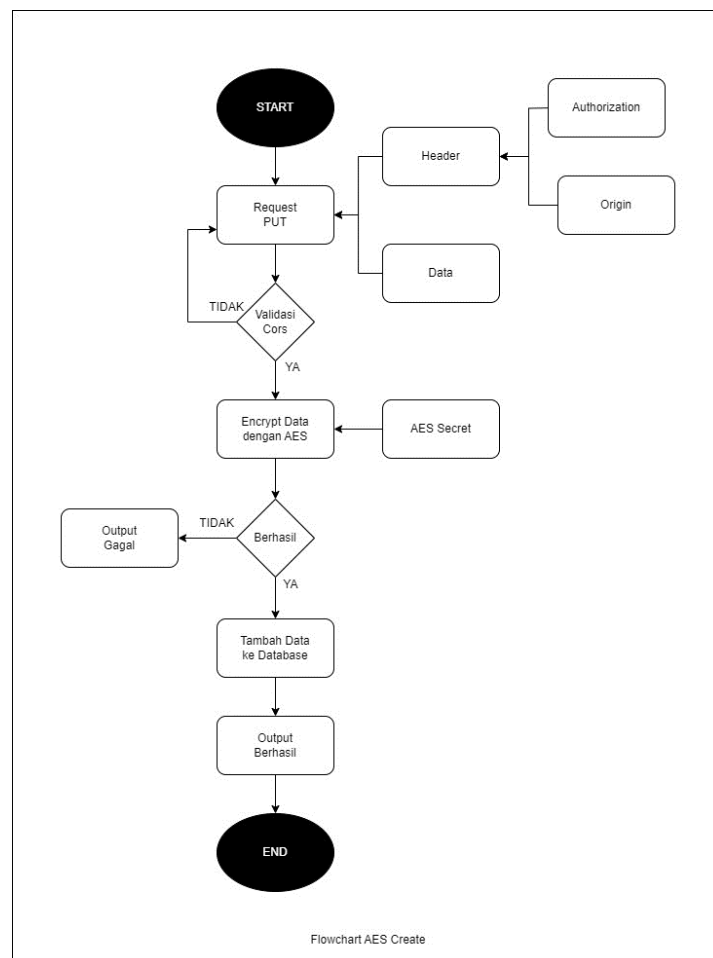 START
Authorization
Header
Request
PUT
Origin
Data
TIDAK
Validasi
Cors
YA
Encrypt Data
dengan AES
AES Secret
TIDAK
Output
Gagal
Berhasil
YA
Tambah Data
ke Database
Output
Berhasil
END
Flowchart AES Create